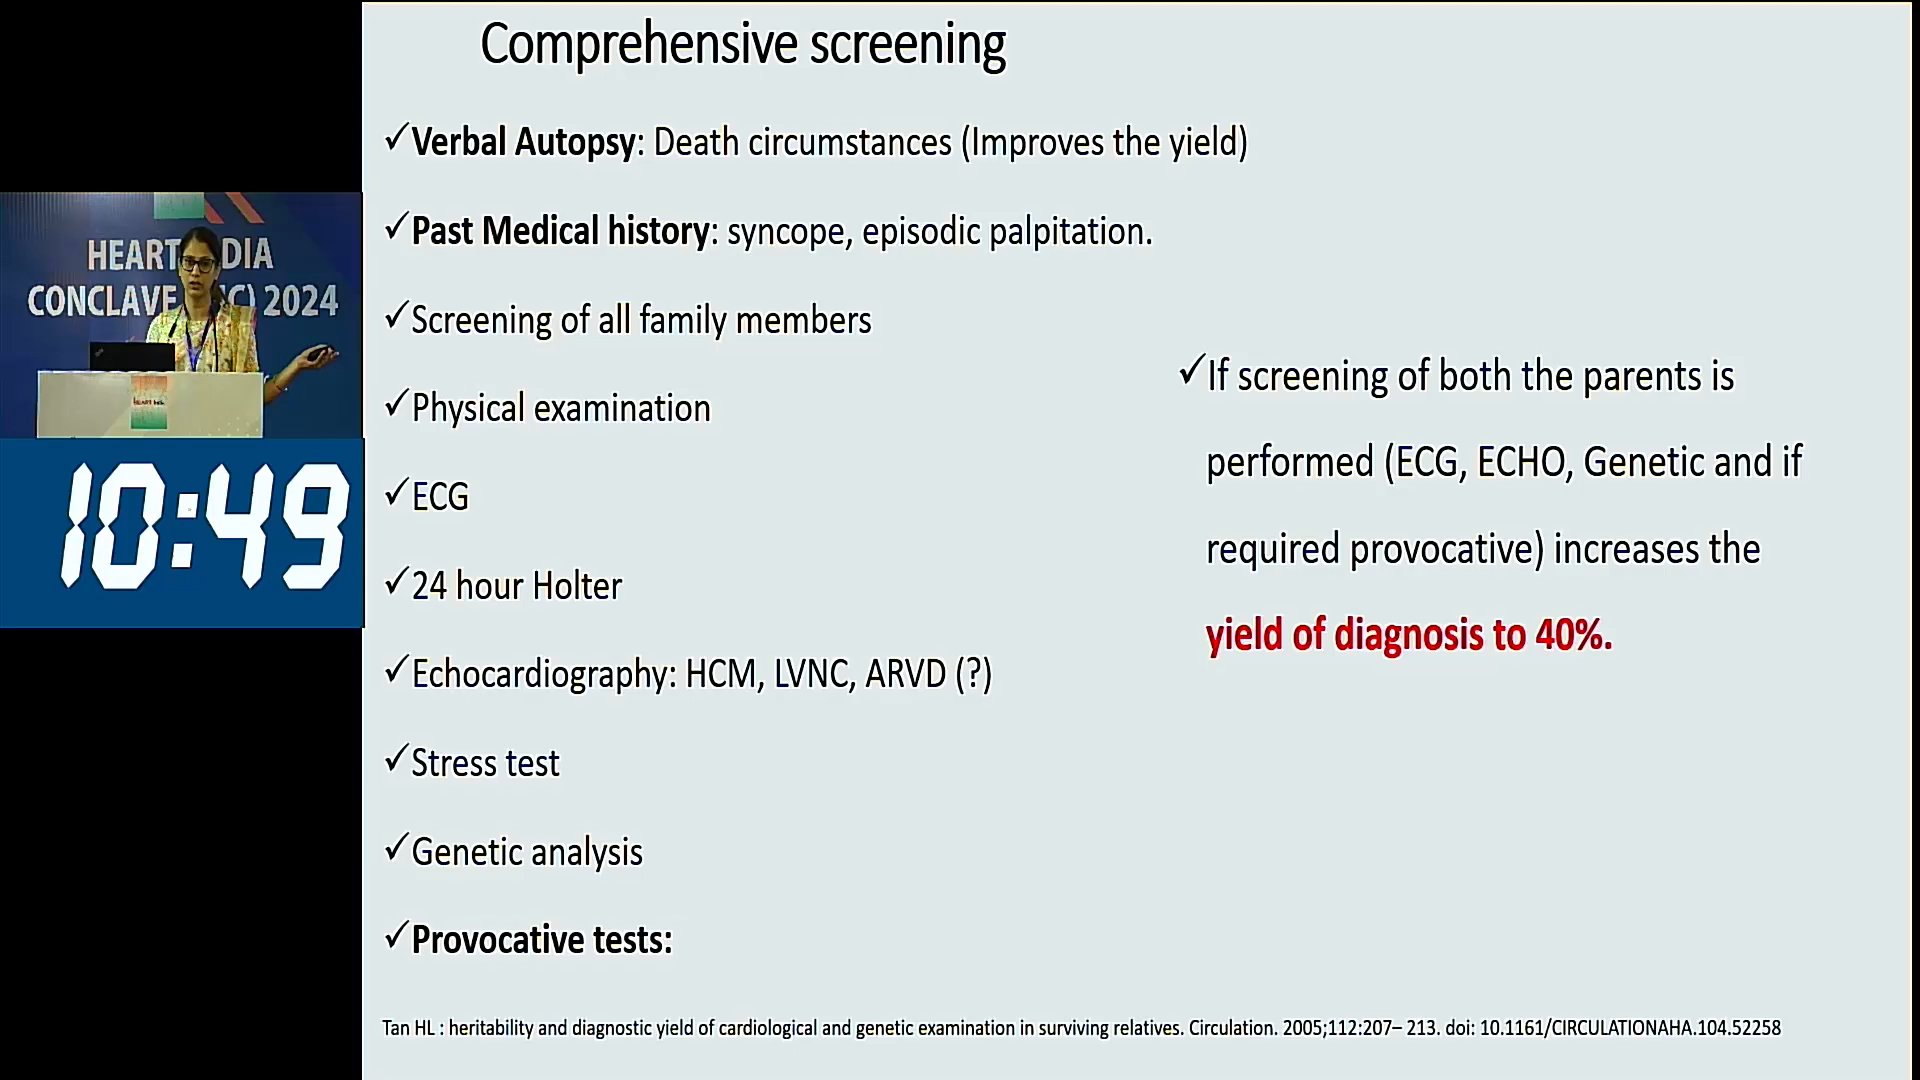 Comprehensive screening
✓Verbal Autopsy: Death circumstances (Improves the yield)
✓Past Medical history: syncope, episodic palpitation.
✓Screening of all family members
✓Physical examination
✓ECG
✓24 hour Holter
✓Echocardiography: HCM, LVNC, ARVD (?)
✓Stress test
✓Genetic analysis
✓Provocative tests:
✓If screening of both the parents is
performed (ECG, ECHO, Genetic and if
required provocative) increases the
yield of diagnosis to 40%.
Tan HL : heritability and diagnostic yield of cardiological and genetic examination in surviving relatives. Circulation. 2005;112:207– 213. doi: 10.1161/CIRCULATIONAHA.104.52258
HEART DIA
CONCLAVE IC) 2024
10:49